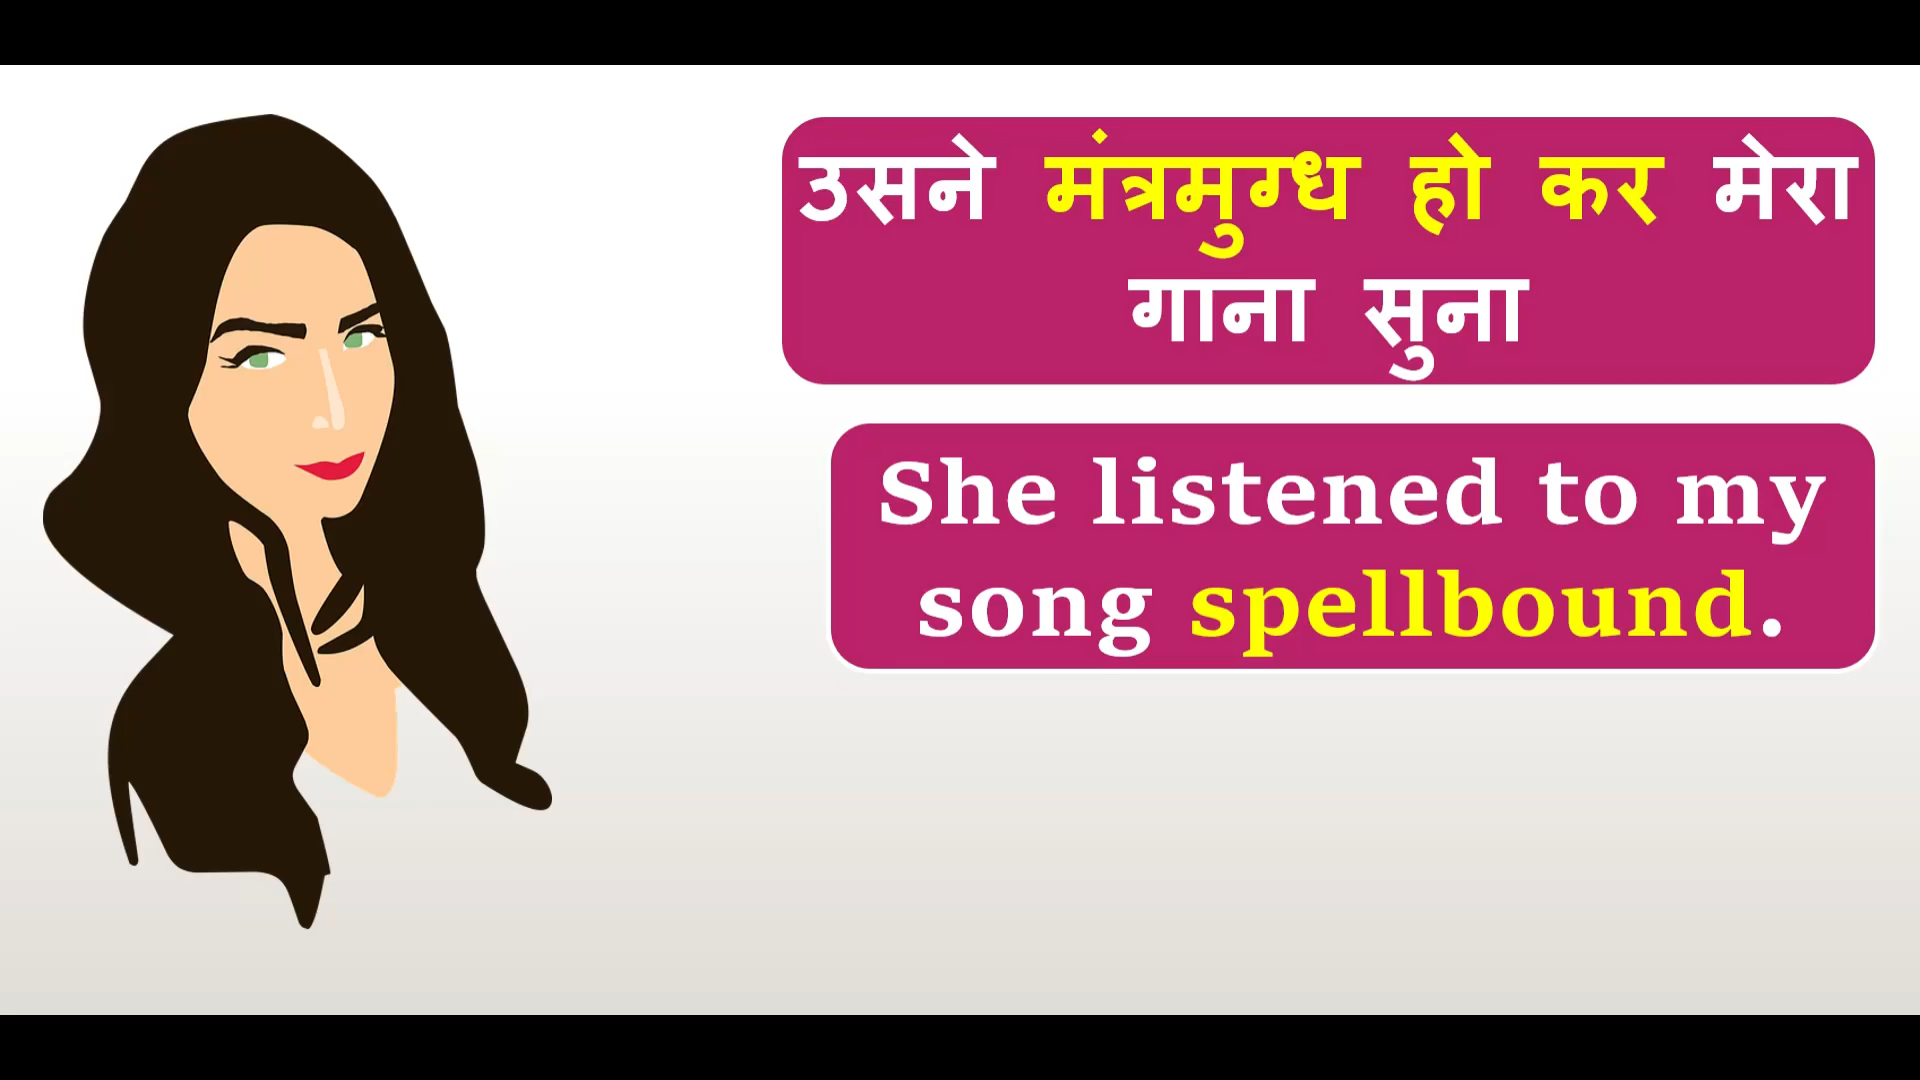 उसने मंत्रमुग्ध हो कर मेरा
गाना सुना
She listened to my
song spellbound.